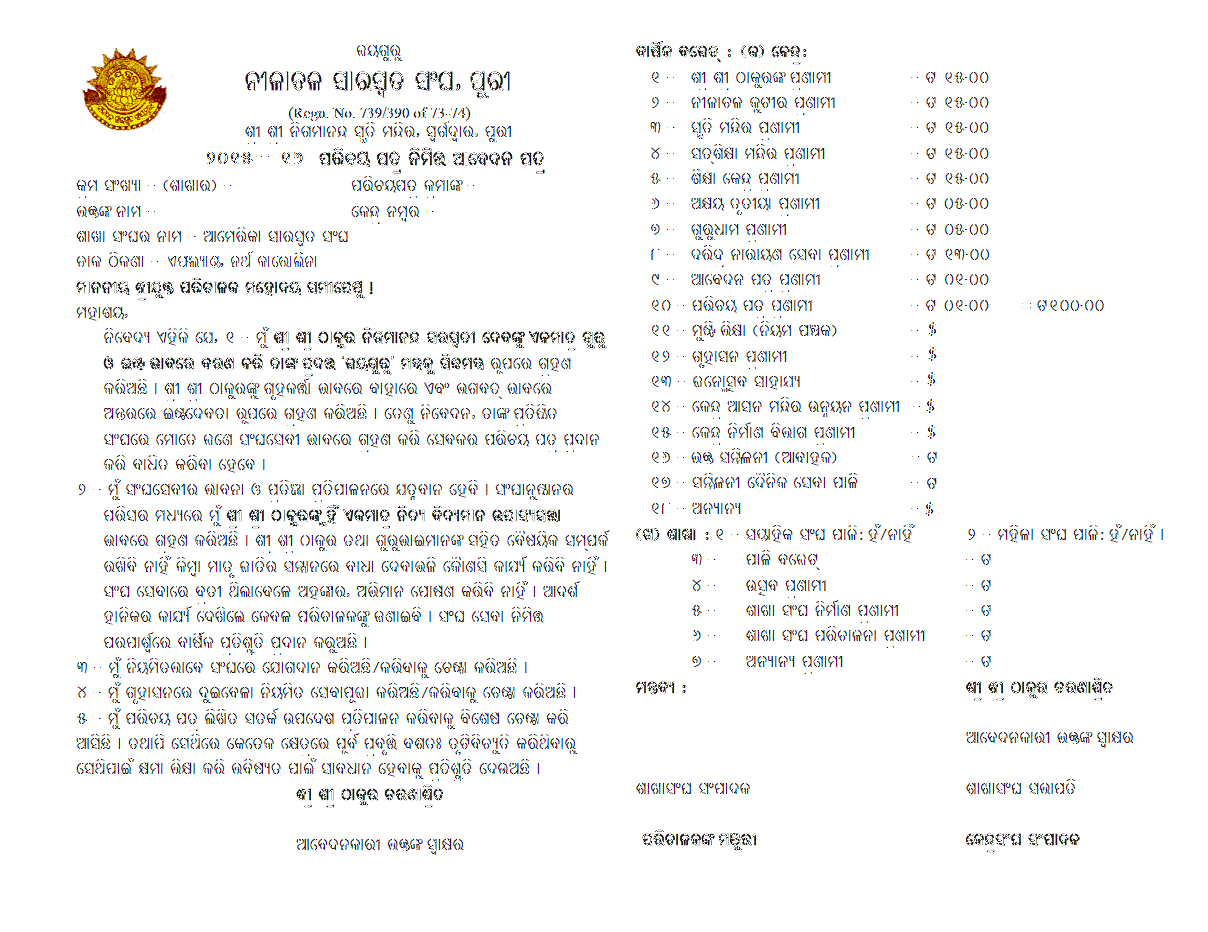 ଜୟଗୁରୁ
ନୀଳାଚଳ ସାରସ୍ୱତ ସଂଘ, ପୁରୀ
(Regn. No. 739/390 of 73-74)
ଶ୍ରୀ ଶ୍ରୀ ନିଗମାନନ୍ଦ ସ୍ମୃତି ମନ୍ଦିର, ସ୍ୱର୍ଗଦ୍ୱାର, ପୁରୀ
୨୦୧୫ -- ୧୬ ପରିଚୟ ପତ୍ର ନିମିତ୍ତ ଆବେଦନ ପତ୍ର
କ୍ରମ ସଂଖ୍ୟା -- (ଶାଖାର) -- ପରିଚୟପତ୍ର କ୍ରମାଙ୍କ --
ଭକ୍ତଙ୍କ ନାମ -- କେନ୍ଦ୍ର ନମ୍ବର --
ଶାଖା ସଂଘର ନାମ -- ଆମେରିକା ସାରସ୍ୱତ ସଂଘ
ଡାକ ଠିକଣା -- ଏଫଲ୍ୟାଣ୍ଡ, ନର୍ଥ କାରୋଲିନା
ମାନନୀୟ ଶ୍ରୀଯୁକ୍ତ ପରିଚାଳକ ମହୋଦୟ ସମୀପେଷୁ !
ମହାଶୟ,
ନିବେଦ୍ୟ ଏହିକି ଯେ, ୧ -- ମୁଁ ଶ୍ରୀ ଶ୍ରୀ ଠାକୁର ନିଗମାନନ୍ଦ ସରସ୍ୱତୀ ଦେବଙ୍କୁ ଏକମାତ୍ର ଗୁରୁ
ଓ ଇଷ୍ଟ ଭାବରେ ବରଣ କରି ତାଙ୍କ ପ୍ରଦତ୍ତ 'ଜୟଗୁରୁ' ମନ୍ତ୍ରକୁ ସିଦ୍ଧମନ୍ତ୍ର ରୂପରେ ଗ୍ରହଣ
କରିଅଛି । ଶ୍ରୀ ଶ୍ରୀ ଠାକୁରଙ୍କୁ ଗୃହକର୍ତ୍ତା ଭାବରେ ବାହାରେ ଏବଂ ଭଗବତ୍ ଭାବରେ
ଅନ୍ତରରେ ଇଷ୍ଟଦେବତା ରୂପରେ ଗ୍ରହଣ କରିଅଛି । ତେଣୁ ନିବେଦନ, ତାଙ୍କ ପ୍ରତିଷ୍ଠିତ
ସଂଘରେ ମୋତେ ଜଣେ ସଂଘସେବୀ ଭାବରେ ଗ୍ରହଣ କରି ସେବକର ପରିଚୟ ପତ୍ର ପ୍ରଦାନ
କରି ବାଧିତ କରିବା ହେବେ ।
୨ -- ମୁଁ ସଂଘସେବୀର ଭାବନା ଓ ପ୍ରତିଜ୍ଞା ପ୍ରତିପାଳନରେ ଯତ୍ନବାନ ହେବି । ସଂଘାନୁଷ୍ଠାନର
ପରିସର ମଧ୍ୟରେ ମୁଁ ଶ୍ରୀ ଶ୍ରୀ ଠାକୁରଙ୍କୁ ହିଁ ଏକମାତ୍ର ନିତ୍ୟ ବିଦ୍ୟମାନ ଉପାସ୍ୟସତ୍ତା
ଭାବରେ ଗ୍ରହଣ କରିଅଛି । ଶ୍ରୀ ଶ୍ରୀ ଠାକୁର ତଥା ଗୁରୁଭାଇମାନଙ୍କ ସହିତ ବୈଷୟିକ ସମ୍ପର୍କ
ରଖିବି ନାହିଁ କିମ୍ବା ମାତୃ ଜାତିର ସମ୍ମାନରେ ବାଧା ଦେବାଭଳି କୌଣସି କାର୍ଯ୍ୟ କରିବି ନାହିଁ ।
ସଂଘ ସେବାରେ ବ୍ରତୀ ଥିଲାବେଳେ ଅହଙ୍କାର, ଅଭିମାନ ପୋଷଣ କରିବି ନାହିଁ । ଆଦର୍ଶ
ହାନିକର କାର୍ଯ୍ୟ ଦେଖିଲେ କେବଳ ପରିଚାଳକଙ୍କୁ ଜଣାଇବି । ସଂଘ ସେବା ନିମିତ୍ତ
ପରପାର୍ଶ୍ୱରେ ବାର୍ଷିକ ପ୍ରତିଶ୍ରୁତି ପ୍ରଦାନ କରୁଅଛି ।
୩ -- ମୁଁ ନିୟମିତଭାବେ ସଂଘରେ ଯୋଗଦାନ କରିଅଛି/କରିବାକୁ ଚେଷ୍ଟା କରିଅଛି ।
୪ -- ମୁଁ ଗୃହାସନରେ ଦୁଇବେଳା ନିୟମିତ ସେବାପୂଜା କରିଅଛି/କରିବାକୁ ଚେଷ୍ଟା କରିଅଛି ।
୫ -- ମୁଁ ପରିଚୟ ପତ୍ର ଲିଖିତ ସତର୍କ ଉପଦେଶ ପ୍ରତିପାଳନ କରିବାକୁ ବିଶେଷ ଚେଷ୍ଟା କରି
ଆସିଛି । ତଥାପି ସେଥିରେ କେତେକ କ୍ଷେତ୍ରରେ ପୂର୍ବ ପ୍ରବୃତ୍ତି ବଶତଃ ତ୍ରୁଟିବିଚ୍ୟୁତି କରିଥିବାରୁ
ସେଥିପାଇଁ କ୍ଷମା ଭିକ୍ଷା କରି ଭବିଷ୍ୟତ ପାଇଁ ସାବଧାନ ହେବାକୁ ପ୍ରତିଶ୍ରୁତି ଦେଉଅଛି ।
ଶ୍ରୀ ଶ୍ରୀ ଠାକୁର ଚରଣାଶ୍ରିତ
ଆବେଦନକାରୀ ଭକ୍ତଙ୍କ ସ୍ୱାକ୍ଷର
ବାର୍ଷିକ ବଜେଟ୍ : (କ) କେନ୍ଦ୍ର:
୧ -- ଶ୍ରୀ ଶ୍ରୀ ଠାକୁରଙ୍କ ପ୍ରଣାମୀ -- ଟ ୧୫-୦୦
୨ -- ନୀଳାଚଳ କୁଟୀର ପ୍ରଣାମୀ -- ଟ ୧୫-୦୦
୩ -- ସ୍ମୃତି ମନ୍ଦିର ପ୍ରଣାମୀ -- ଟ ୧୫-୦୦
୪ -- ସତ୍‌ଶିକ୍ଷା ମନ୍ଦିର ପ୍ରଣାମୀ -- ଟ ୧୫-୦୦
୫ -- ଶିକ୍ଷା କେନ୍ଦ୍ର ପ୍ରଣାମୀ -- ଟ ୧୫-୦୦
୬ -- ଅକ୍ଷୟ ତୃତୀୟା ପ୍ରଣାମୀ -- ଟ ୦୫-୦୦
୭ -- ଗୁରୁଧାମ ପ୍ରଣାମୀ -- ଟ ୦୫-୦୦
୮ -- ଦରିଦ୍ର ନାରାୟଣ ସେବା ପ୍ରଣାମୀ -- ଟ ୧୩-୦୦
୯ -- ଆବେଦନ ପତ୍ର ପ୍ରଣାମୀ -- ଟ ୦୧-୦୦
୧୦ -- ପରିଚୟ ପତ୍ର ପ୍ରଣାମୀ -- ଟ ୦୧-୦୦ -- ଟ୧୦୦-୦୦
୧୧ -- ମୁଷ୍ଟି ଭିକ୍ଷା (ନିୟମ ପଞ୍ଚକ) -- $
୧୨ -- ଗୃହାସନ ପ୍ରଣାମୀ -- $
୧୩ -- ଜନ୍ମୋତ୍ସବ ସାହାଯ୍ୟ -- $
୧୪ -- କେନ୍ଦ୍ର ଆସନ ମନ୍ଦିର ଉନ୍ନୟନ ପ୍ରଣାମୀ -- $
୧୫ -- କେନ୍ଦ୍ର ନିର୍ମାଣ ବିଭାଗ ପ୍ରଣାମୀ -- $
୧୬ -- ଭକ୍ତ ସମ୍ମିଳନୀ (ଆବାହକ) -- ଟ
୧୭ -- ସମ୍ମିଳନୀ ଦୈନିକ ସେବା ପାଳି -- ଟ
୧୮ -- ଅନ୍ୟାନ୍ୟ -- $
(ଖ) ଶାଖା : ୧ -- ସପ୍ତାହିକ ସଂଘ ପାଳି: ହଁ/ନାହିଁ ୨ -- ମହିଳା ସଂଘ ପାଳି: ହଁ/ନାହିଁ ।
୩ -- ପାଳି ବଜେଟ୍ -- ଟ
୪ -- ଉତ୍ସବ ପ୍ରଣାମୀ -- ଟ
୫ -- ଶାଖା ସଂଘ ନିର୍ମାଣ ପ୍ରଣାମୀ -- ଟ
୬ -- ଶାଖା ସଂଘ ପରିଚାଳନା ପ୍ରଣାମୀ -- ଟ
୭ -- ଅନ୍ୟାନ୍ୟ ପ୍ରଣାମୀ -- ଟ
ମନ୍ତବ୍ୟ : ଶ୍ରୀ ଶ୍ରୀ ଠାକୁର ଚରଣାଶ୍ରିତ
ଆବେଦନକାରୀ ଭକ୍ତଙ୍କ ସ୍ୱାକ୍ଷର
ଶାଖାସଂଘ ସଂପାଦକ ଶାଖାସଂଘ ସଭାପତି
ପରିଚାଳକଙ୍କ ମଞ୍ଜୁରୀ କେନ୍ଦ୍ରସଂଘ ସଂପାଦକ